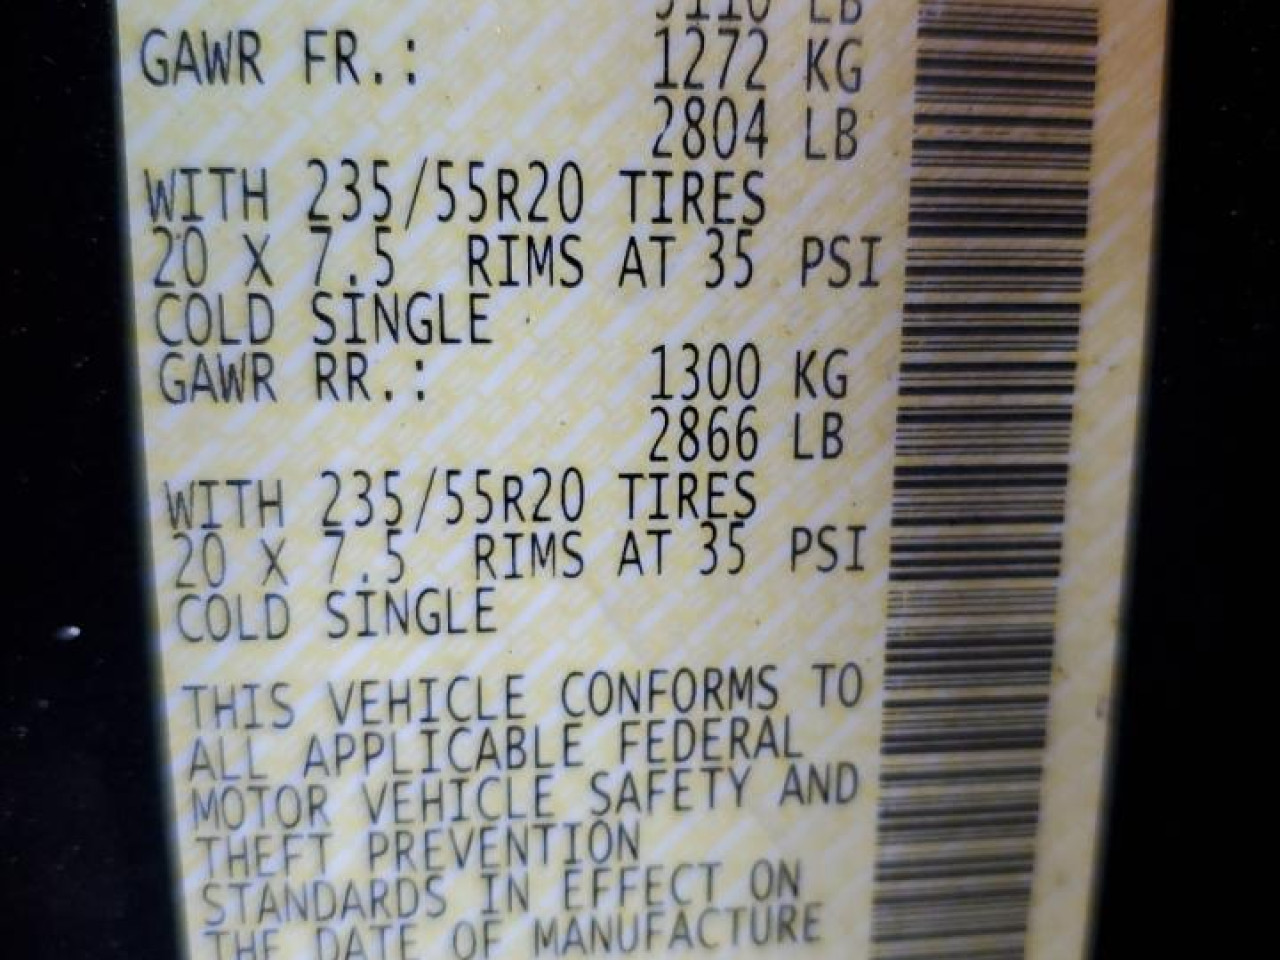 5110 LB
GAWR FR.: 1272 KG
2804 LB
WITH 235/55R20 TIRES
20 X 7.5 RIMS AT 35 PSI
COLD SINGLE
GAWR RR.: 1300 KG
2866 LB
WITH 235/55R20 TIRES
20 X 7.5 RIMS AT 35 PSI
COLD SINGLE
THIS VEHICLE CONFORMS TO
ALL APPLICABLE FEDERAL
MOTOR VEHICLE SAFETY AND
THEFT PREVENTION
STANDARDS IN EFFECT ON
THE DATE OF MANUFACTURE